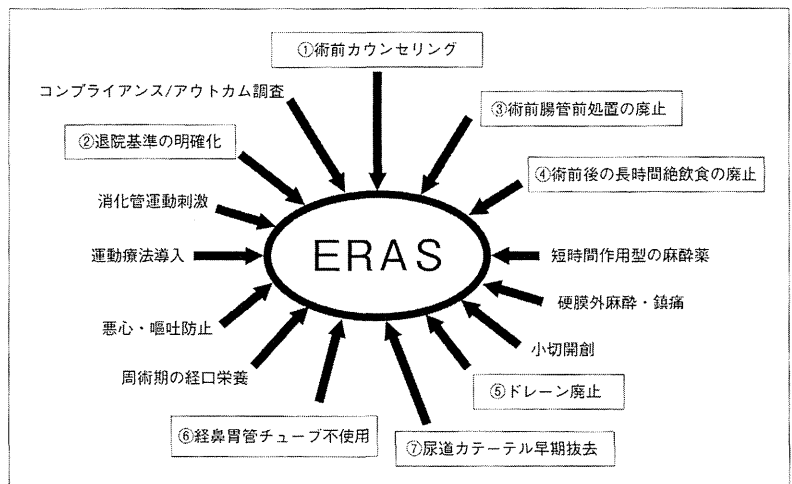 ①術前カウンセリング
コンプライアンス/アウトカム調査
③術前腸管前処置の廃止
②退院基準の明確化
④術前後の長時間絶飲食の廃止
消化管運動刺激
ERAS
運動療法導入
短時間作用型の麻酔薬
硬膜外麻酔・鎮痛
悪心・嘔吐防止
小切開創
周術期の経口栄養
⑤ドレーン廃止
⑥経鼻胃管チューブ不使用
⑦尿道カテーテル早期抜去